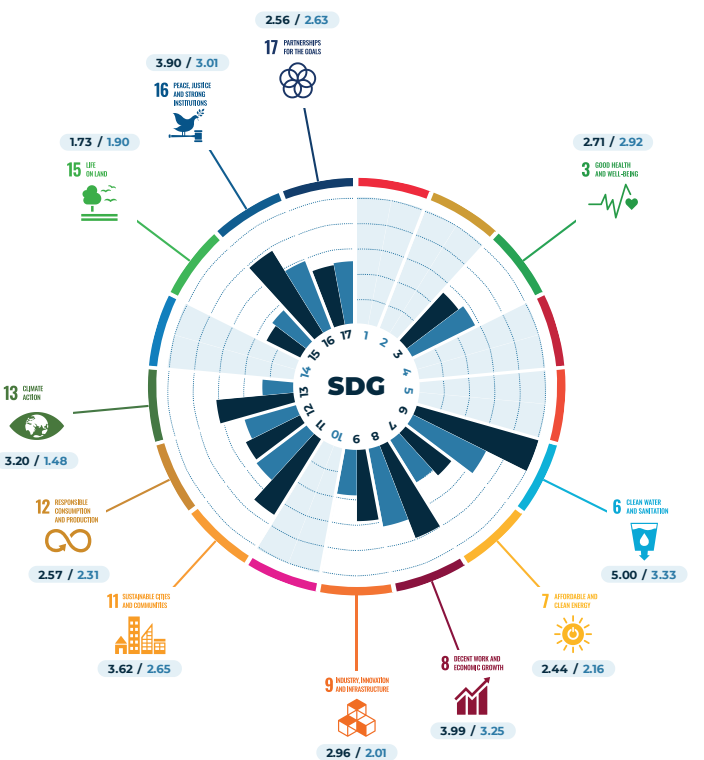 2.56 / 2.63
17 PARTNERSHIPS
FOR THE GOALS
3.90 / 3.01
16 PEACE, JUSTICE
AND STRONG
INSTITUTIONS
1.73 / 1.90
15 LIFE
ON LAND
2.71 / 2.92
3 GOOD HEALTH
AND WELL-BEING
1
2
3
4
5
6
7
8
9
10
11
12
13
14
15
16
17
SDG
13 CLIMATE
ACTION
3.20 / 1.48
12 RESPONSIBLE
CONSUMPTION
AND PRODUCTION
2.57 / 2.31
6 CLEAN WATER
AND SANITATION
5.00 / 3.33
11 SUSTAINABLE CITIES
AND COMMUNITIES
3.62 / 2.65
7 AFFORDABLE AND
CLEAN ENERGY
2.44 / 2.16
8 DECENT WORK AND
ECONOMIC GROWTH
3.99 / 3.25
9 INDUSTRY, INNOVATION
AND INFRASTRUCTURE
2.96 / 2.01